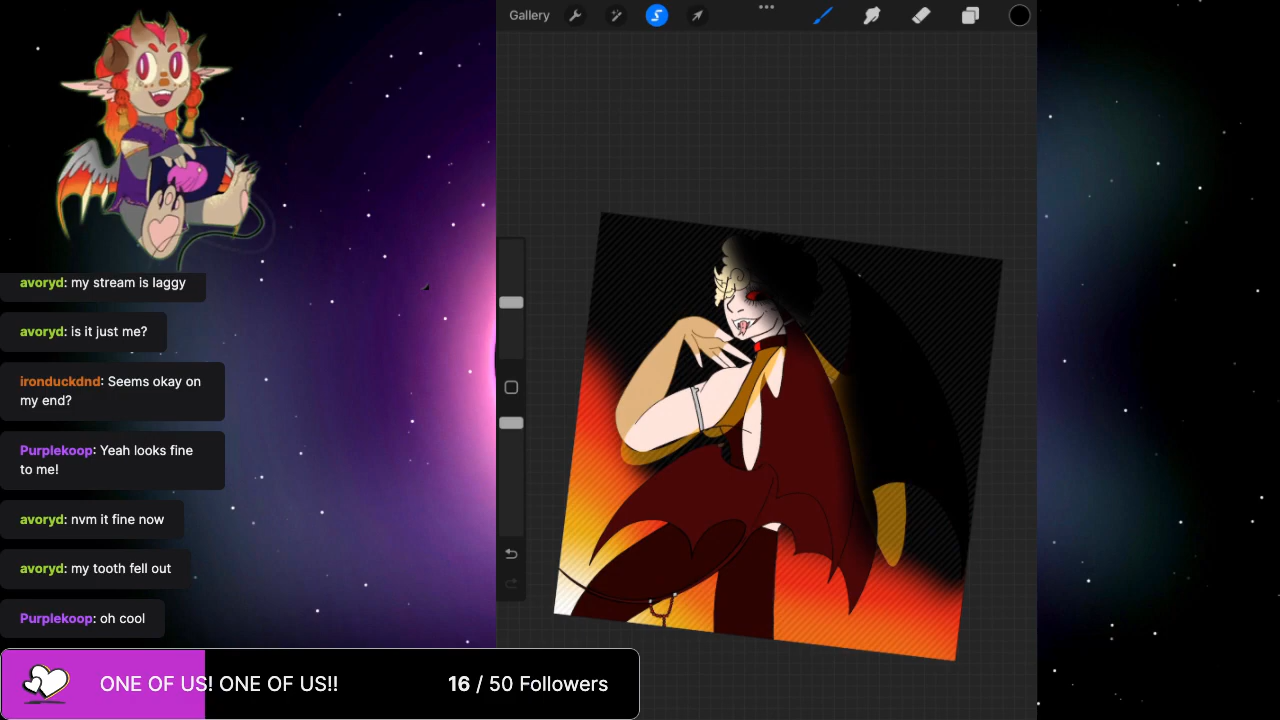 Gallery
avoryd: my stream is laggy
avoryd: is it just me?
ironduckdnd: Seems okay on
my end?
Purplekoop: Yeah looks fine
to me!
avoryd: nvm it fine now
avoryd: my tooth fell out
Purplekoop: oh cool
ONE OF US! ONE OF US!! 16 / 50 Followers